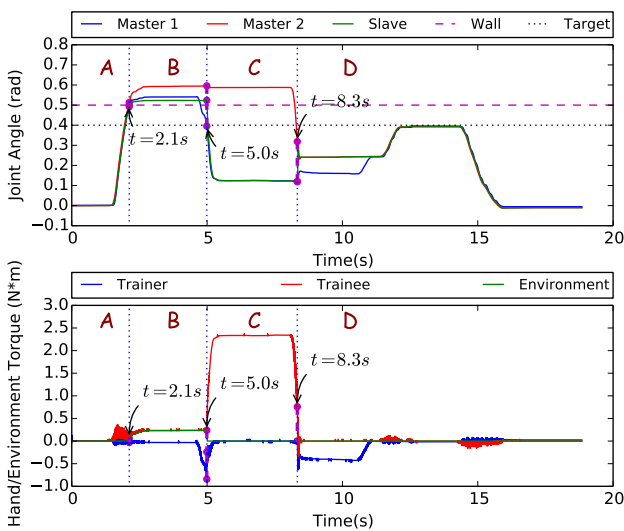 Master 1 Master 2 Slave Wall Target
0.8
0.7
0.6
0.5
0.4
0.3
0.2
0.1
0.0
−0.1
Joint Angle (rad)
A B C D
t=2.1s
t=5.0s
t=8.3s
0 5 10 15 20
Time(s)
Trainer Trainee Environment
3.0
2.5
2.0
1.5
1.0
0.5
0.0
−0.5
−1.0
Hand/Environment Torque (N*m)
A B C D
t=2.1s
t=5.0s
t=8.3s
0 5 10 15 20
Time(s)